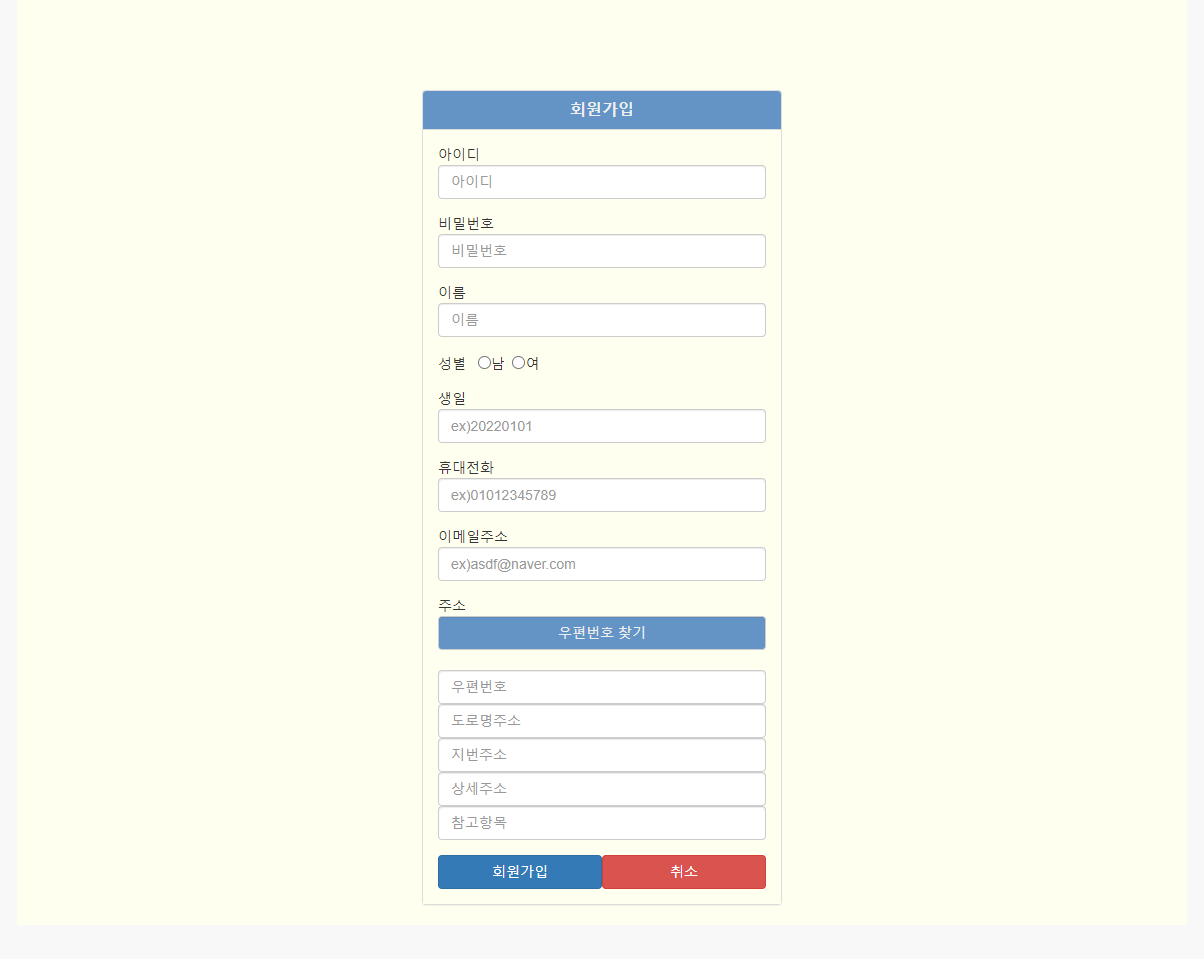 회원가입
아이디
아이디
비밀번호
비밀번호
이름
이름
성별 남 여
생일
ex)20220101
휴대전화
ex)01012345789
이메일주소
ex)asdf@naver.com
주소
우편번호 찾기
우편번호
도로명주소
지번주소
상세주소
참고항목
회원가입 취소